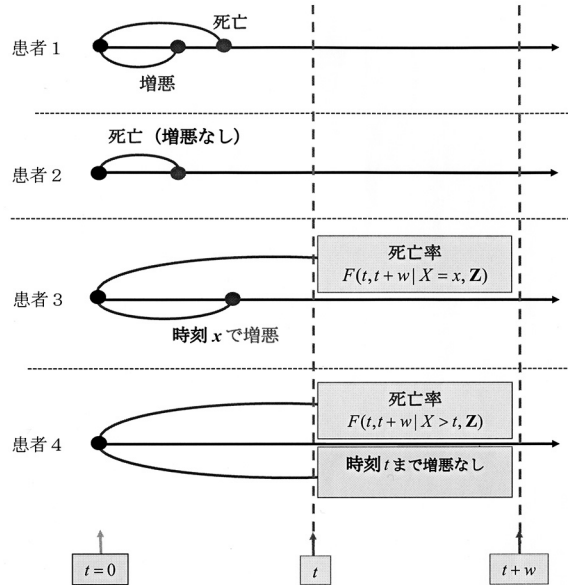 死亡
患者 1
増悪
死亡（増悪なし）
患者 2
死亡率
F(t,t+w| X=x, Z)
患者 3
時刻 x で増悪
死亡率
F(t,t+w| X>t, Z)
患者 4
時刻 t まで増悪なし
t=0
t
t+w